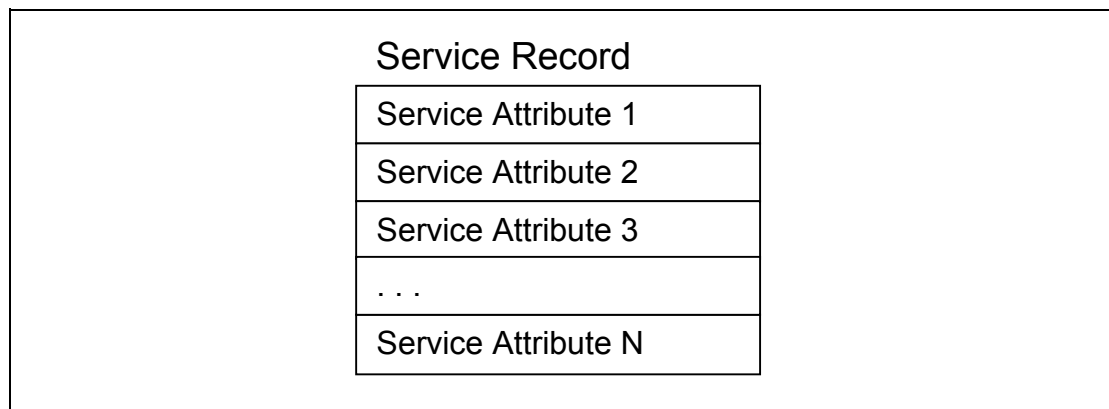 Service Record
Service Attribute 1
Service Attribute 2
Service Attribute 3
. . .
Service Attribute N